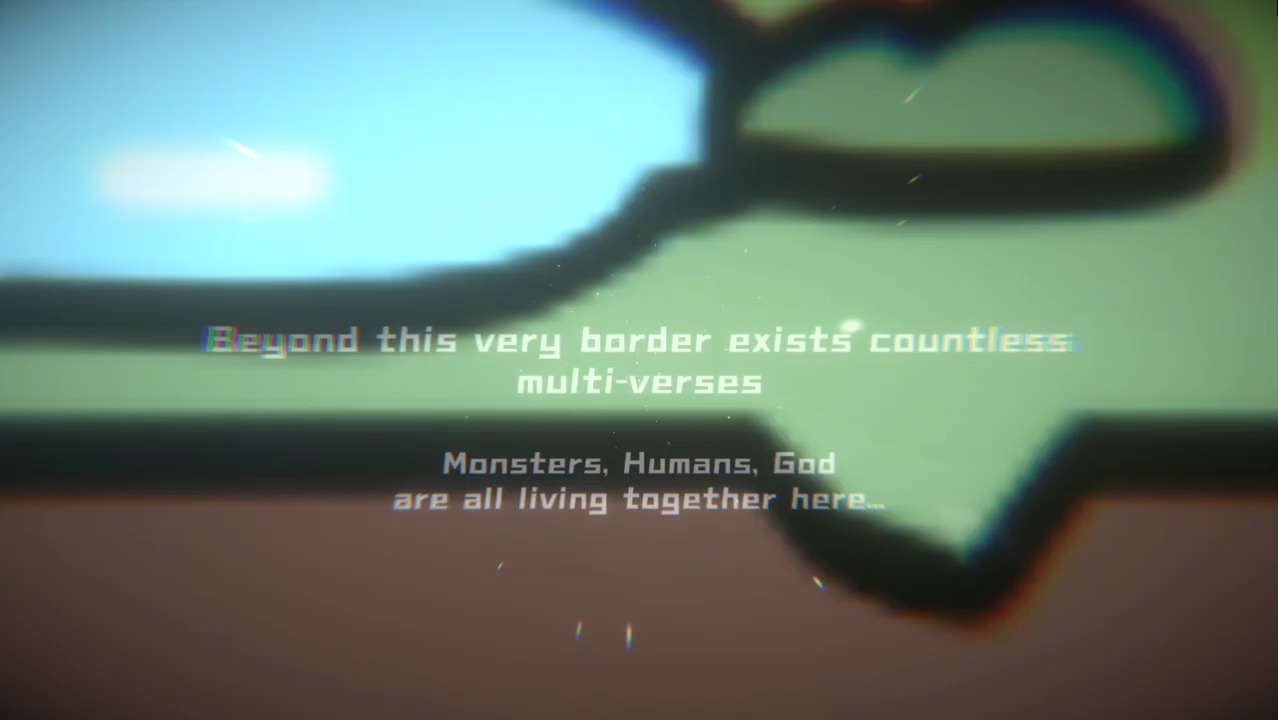 Beyond this very border exists countless
multi-verses
Monsters, Humans, God
are all living together here...